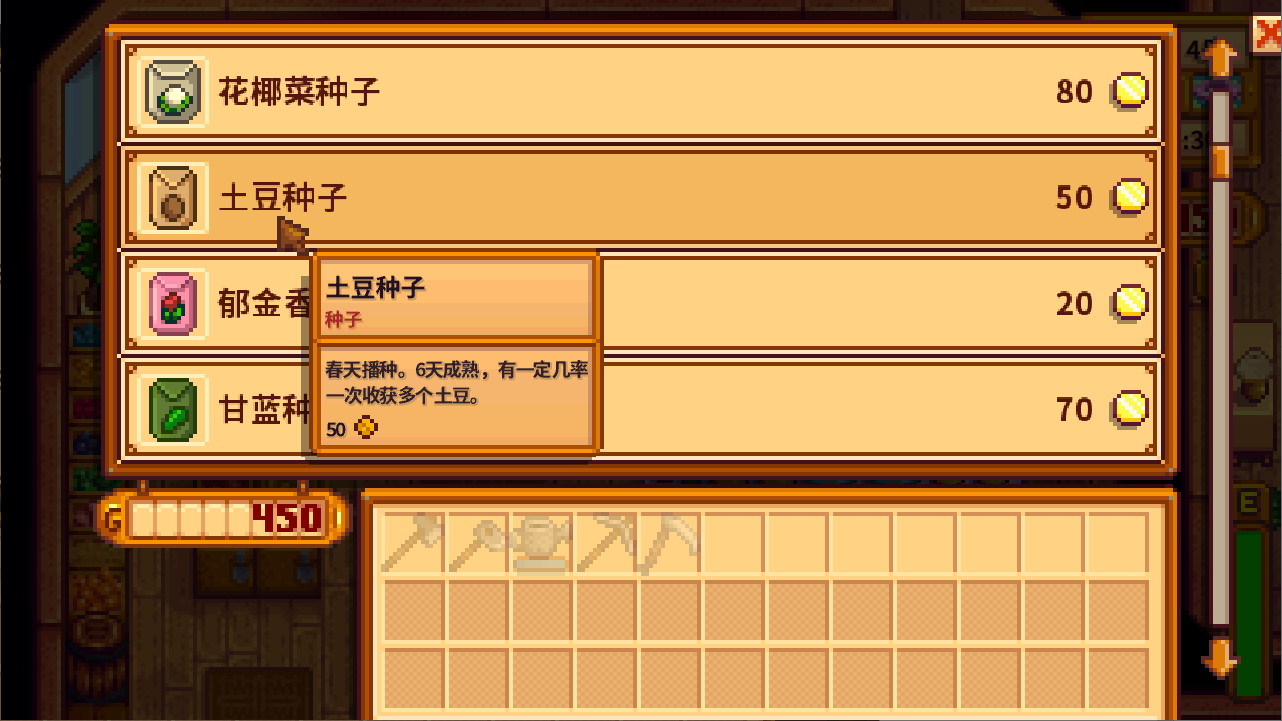 花椰菜种子 80
土豆种子 50
郁金香 20
甘蓝种 70
土豆种子
种子
春天播种。6天成熟，有一定几率
一次收获多个土豆。
50
G 450
E